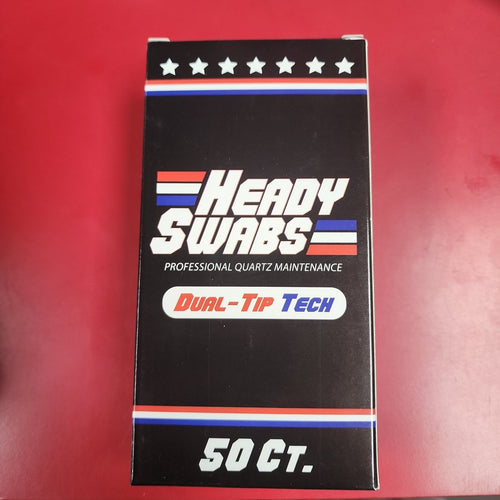 HEADY
SWABS
PROFESSIONAL QUARTZ MAINTENANCE
DUAL-TIP TECH
50 CT.